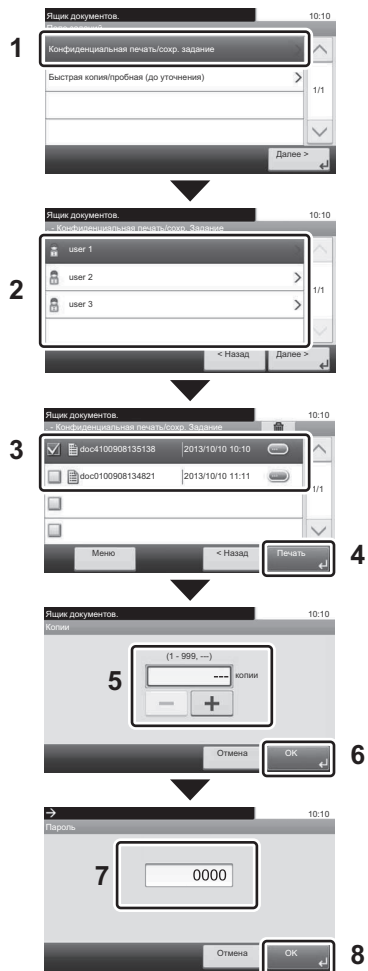 Ящик документов. 10:10
1
Конфиденциальная печать/сохр. задание
Быстрая копия/пробная (до уточнения)
1/1
Далее >
Ящик документов. 10:10
- Конфиденциальная печать/сохр. Задание
2
user 1
user 2
1/1
user 3
< Назад Далее >
Ящик документов. 10:10
- Конфиденциальная печать/сохр. Задание
3
doc4100908135138 2013/10/10 10:10
doc0100908134821 2013/10/10 11:11
1/1
Меню < Назад Печать 4
Ящик документов. 10:10
Копии
(1 - 999, ---)
5 --- копии
− +
Отмена OK 6
10:10
Пароль
7 0000
Отмена OK 8